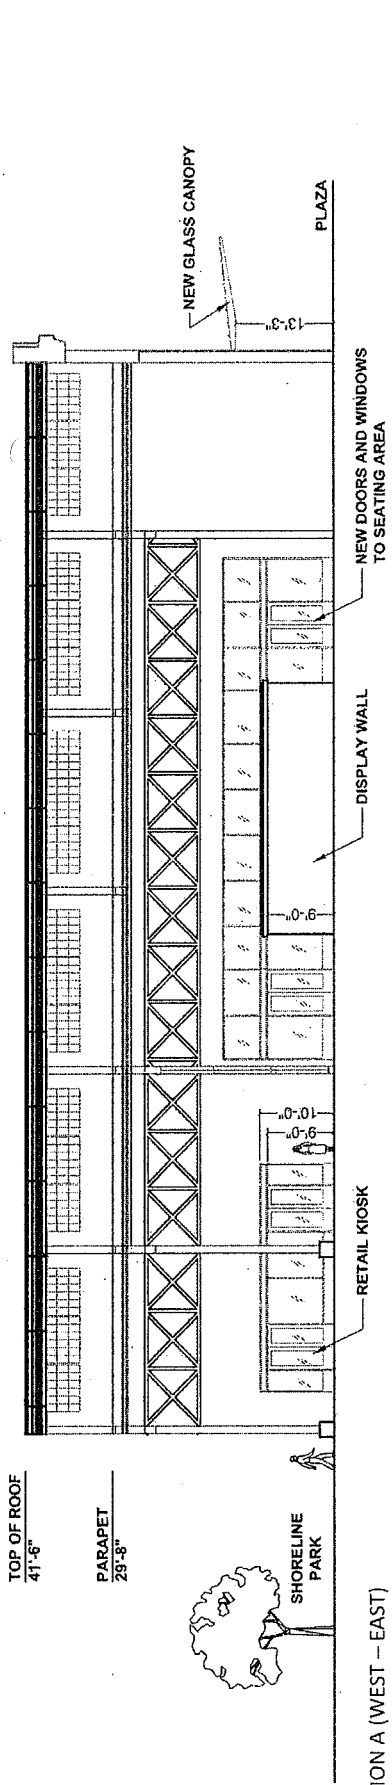 TOP OF ROOF
41'-6"
PARAPET
29'-8"
SHORELINE
PARK
RETAIL KIOSK
9'-0"
10'-0"
9'-0"
DISPLAY WALL
NEW DOORS AND WINDOWS
TO SEATING AREA
NEW GLASS CANOPY
13'-3"
PLAZA
ION A (WEST – EAST)